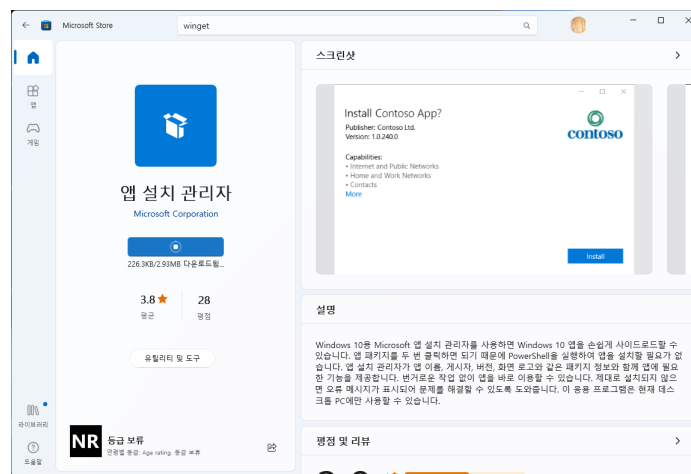 Microsoft Store
winget
앱
게임
라이브러리
도움말
앱 설치 관리자
Microsoft Corporation
226.3KB/2.93MB 다운로드됨...
3.8
평균
28
평점
유틸리티 및 도구
NR
등급 보류
연령별 등급: Age rating. 등급 보류
스크린샷
Install Contoso App?
Publisher: Contoso Ltd.
Version: 1.0.240.0
Capabilities:
• Internet and Public Networks
• Home and Work Networks
• Contacts
More
contoso
Install
설명
Windows 10용 Microsoft 앱 설치 관리자를 사용하면 Windows 10 앱을 손쉽게 사이드로드할 수
있습니다. 앱 패키지를 두 번 클릭하면 되기 때문에 PowerShell을 실행하여 앱을 설치할 필요가 없
습니다. 앱 설치 관리자가 앱 이름, 게시자, 버전, 화면 로고와 같은 패키지 정보와 함께 앱에 필요
한 기능을 제공합니다. 번거로운 작업 없이 앱을 바로 이용할 수 있습니다. 제대로 설치되지 않으
면 오류 메시지가 표시되어 문제를 해결할 수 있도록 도와줍니다. 이 응용 프로그램은 현재 데스
크톱 PC에만 사용할 수 있습니다.
평점 및 리뷰